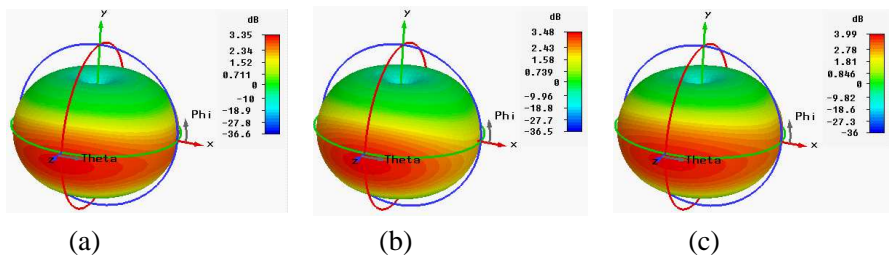 y
dB
3.35
2.34
1.52
0.711
0
-10
-18.9
-27.8
-36.6
Phi
x
z
Theta
(a)
y
dB
3.48
2.43
1.58
0.739
0
-9.96
-18.8
-27.7
-36.5
Phi
x
z
Theta
(b)
y
dB
3.99
2.78
1.81
0.846
0
-9.82
-18.6
-27.3
-36
Phi
x
z
Theta
(c)